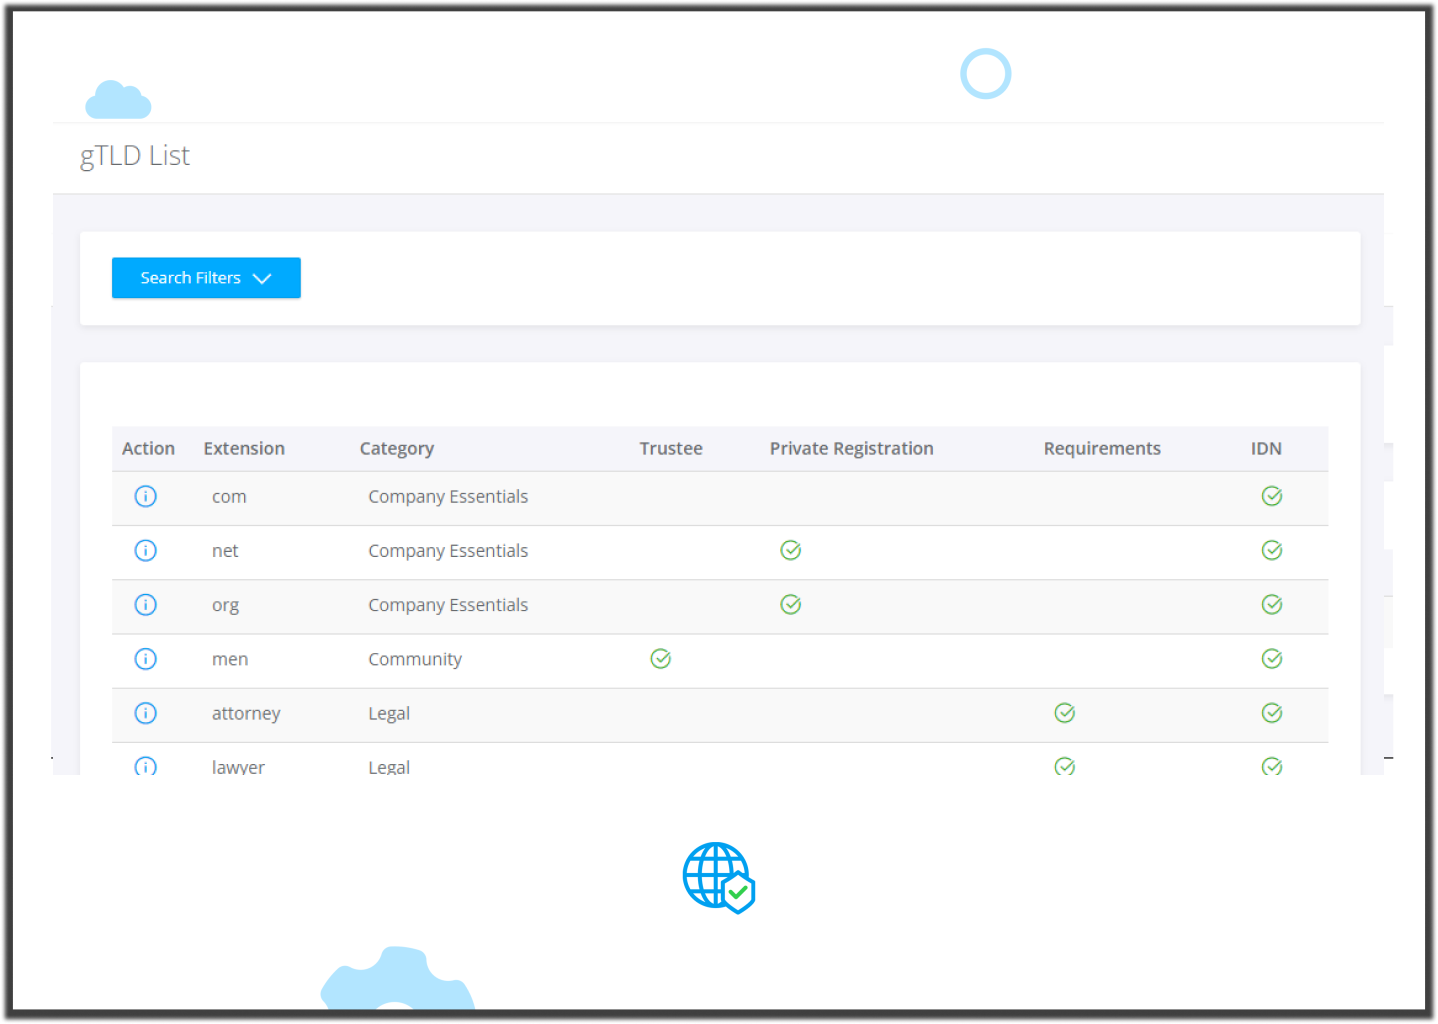 gTLD List
Search Filters
Action Extension Category Trustee Private Registration Requirements IDN
com Company Essentials
net Company Essentials
org Company Essentials
men Community
attorney Legal
lawyer Legal